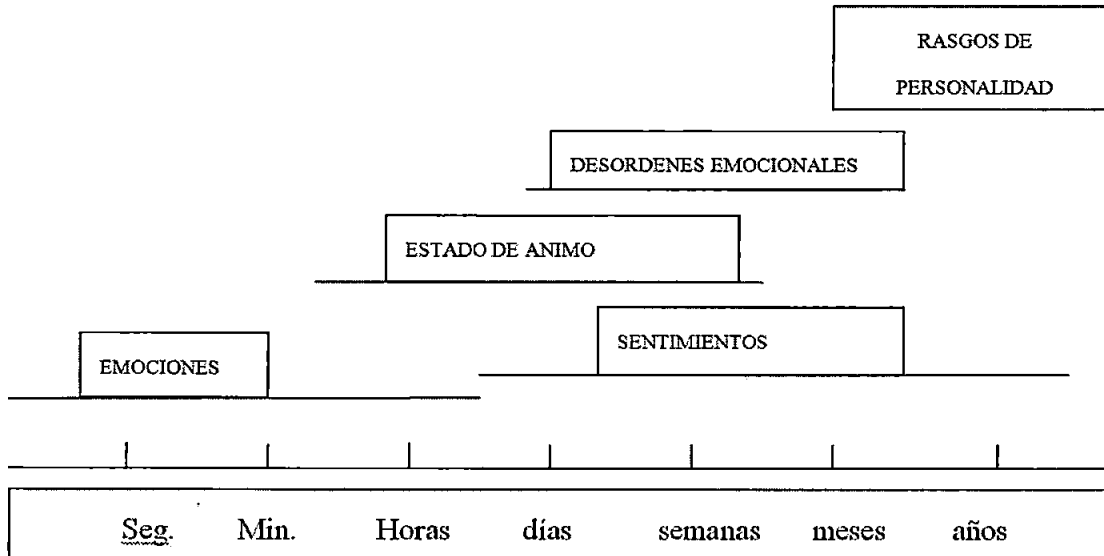 RASGOS DE
PERSONALIDAD
DESORDENES EMOCIONALES
ESTADO DE ANIMO
SENTIMIENTOS
EMOCIONES
Seg. Min. Horas días semanas meses años